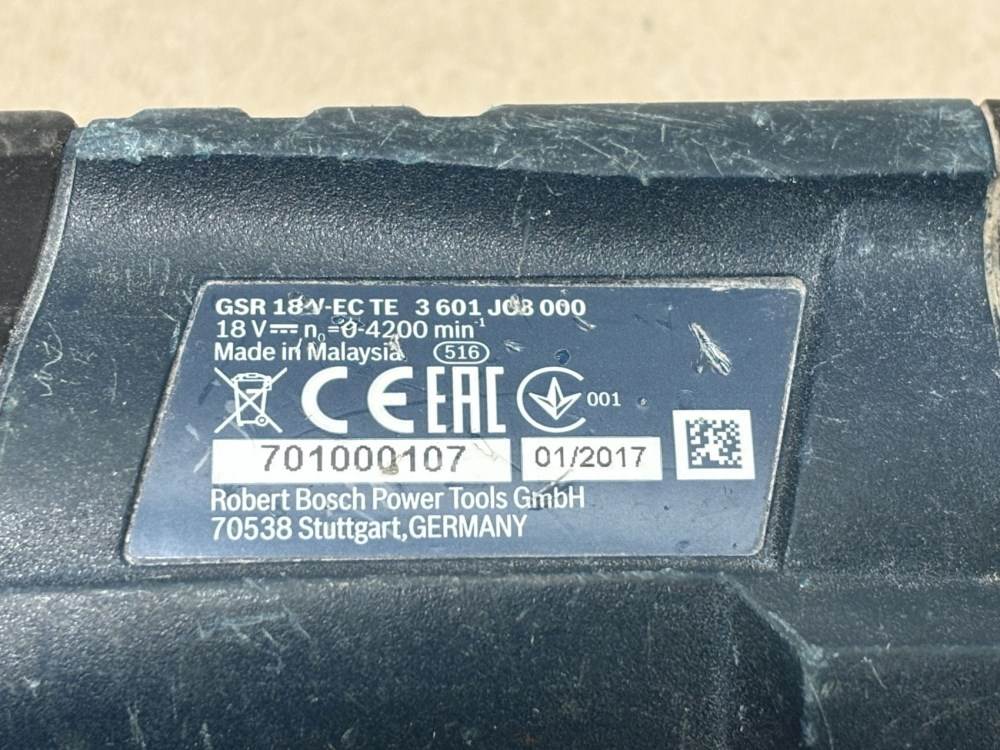 GSR 18 V-EC TE 3 601 JC8 000
18 V⎓ n₀=0-4200 min⁻¹
Made in Malaysia 516
CE EAC 001
701000107 01/2017
Robert Bosch Power Tools GmbH
70538 Stuttgart, GERMANY